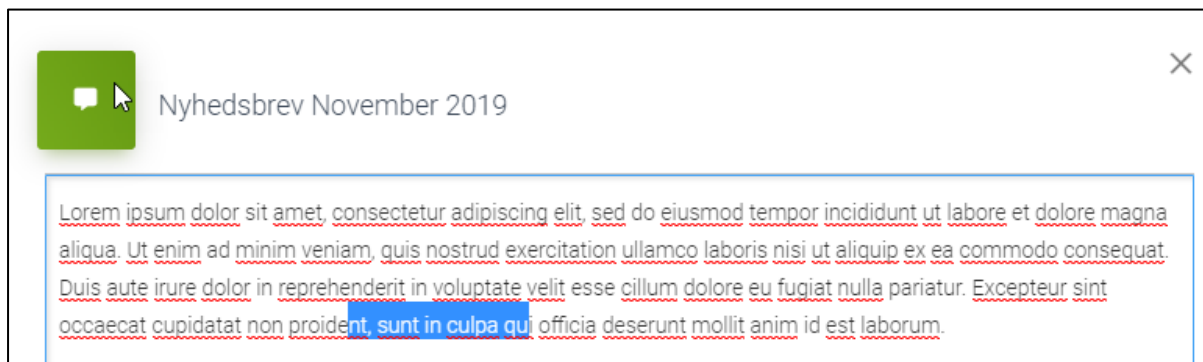 Nyhedsbrev November 2019
Lorem ipsum dolor sit amet, consectetur adipiscing elit, sed do eiusmod tempor incididunt ut labore et dolore magna
aliqua. Ut enim ad minim veniam, quis nostrud exercitation ullamco laboris nisi ut aliquip ex ea commodo consequat.
Duis aute irure dolor in reprehenderit in voluptate velit esse cillum dolore eu fugiat nulla pariatur. Excepteur sint
occaecat cupidatat non proident, sunt in culpa qui officia deserunt mollit anim id est laborum.